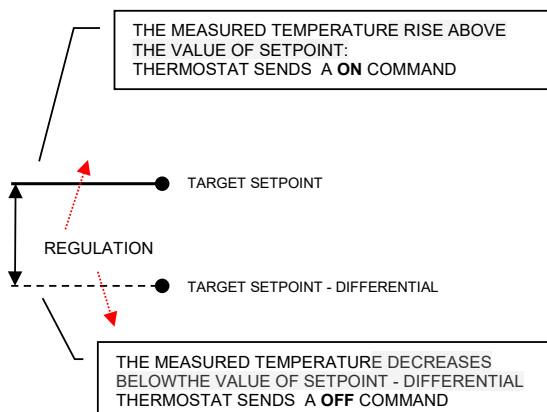 THE MEASURED TEMPERATURE RISE ABOVE
THE VALUE OF SETPOINT:
THERMOSTAT SENDS A ON COMMAND
TARGET SETPOINT
REGULATION
TARGET SETPOINT - DIFFERENTIAL
THE MEASURED TEMPERATURE DECREASES
BELOWTHE VALUE OF SETPOINT - DIFFERENTIAL
THERMOSTAT SENDS A OFF COMMAND